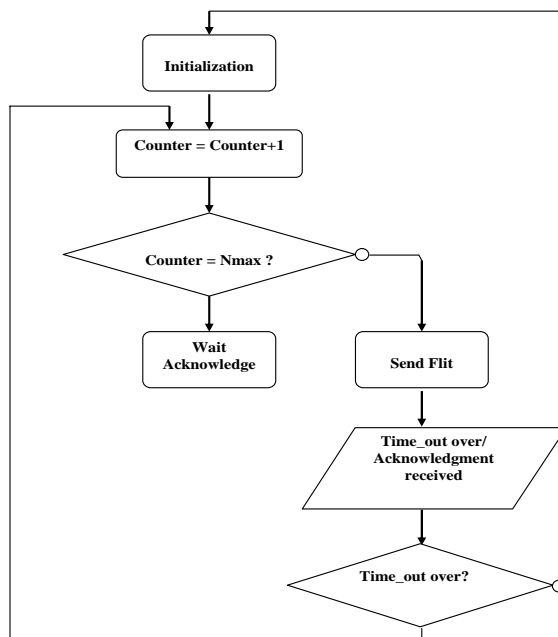 Initialization
Counter = Counter+1
Counter = Nmax ?
Wait
Acknowledge
Send Flit
Time_out over/
Acknowledgment
received
Time_out over?